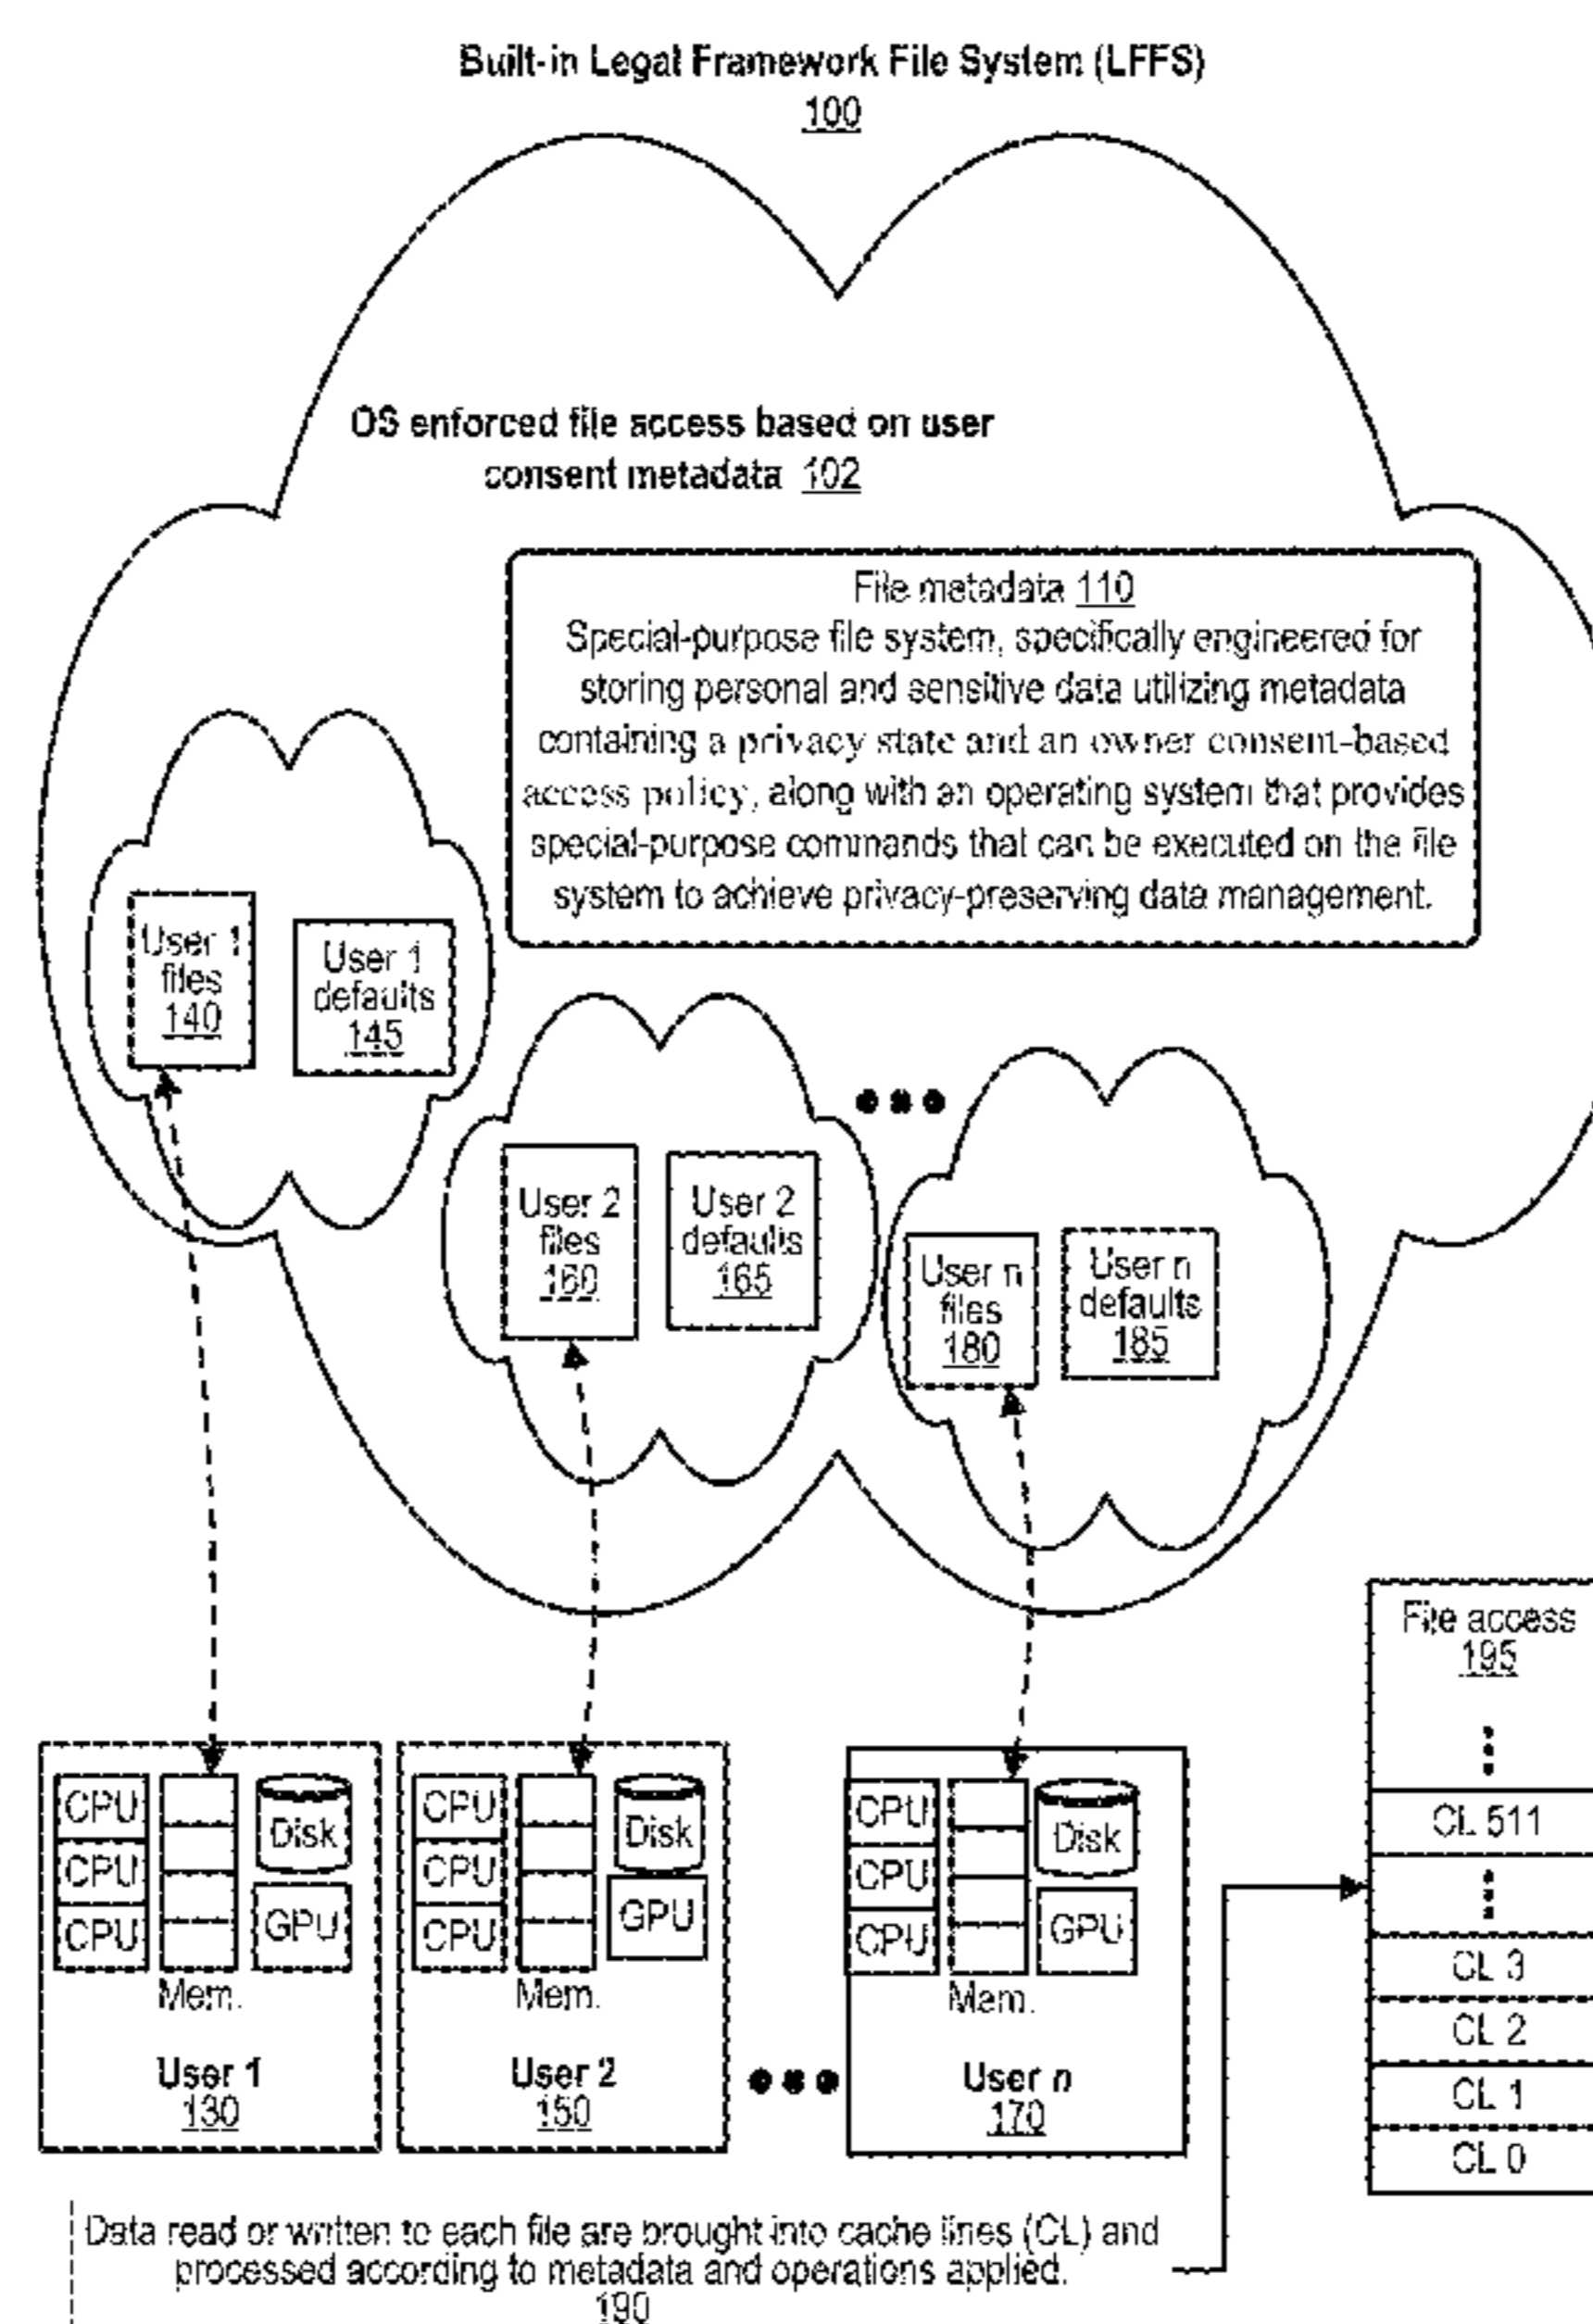 Built-in Legal Framework File System (LFFS)
100
OS enforced file access based on user
consent metadata 102
File metadata 110
Special-purpose file system, specifically engineered for
storing personal and sensitive data utilizing metadata
containing a privacy state and an owner consent-based
access policy, along with an operating system that provides
special-purpose commands that can be executed on the file
system to achieve privacy-preserving data management.
User 1
files
140
User 1
defaults
145
User 2
files
160
User 2
defaults
165
User n
files
180
User n
defaults
185
File access
195
CL 511
CL 3
CL 2
CL 1
CL 0
CPU
CPU
CPU
Mem.
Disk
GPU
User 1
130
CPU
CPU
CPU
Mem.
Disk
GPU
User 2
150
CPU
CPU
CPU
Mem.
Disk
GPU
User n
170
Data read or written to each file are brought into cache lines (CL) and
processed according to metadata and operations applied.
190